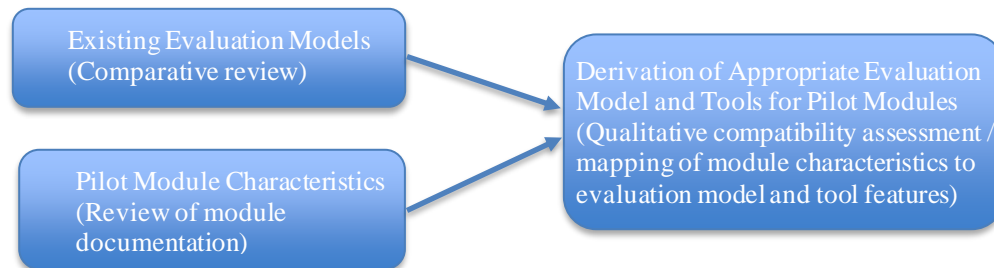 Existing Evaluation Models
(Comparative review)
Pilot Module Characteristics
(Review of module
documentation)
Derivation of Appropriate Evaluation
Model and Tools for Pilot Modules
(Qualitative compatibility assessment /
mapping of module characteristics to
evaluation model and tool features)